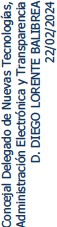 Concejal Delegado de Nuevas Tecnologías,
Administración Electrónica y Transparencia
D. DIEGO LORENTE BALIBREA
22/02/2024